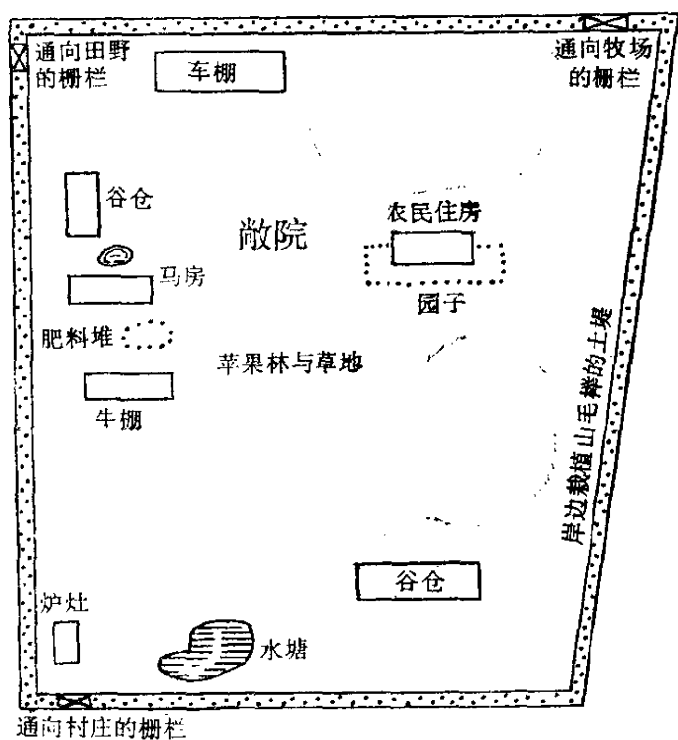 通向田野
的栅栏
车棚
通向牧场
的栅栏
谷仓
农民住房
敞院
马房
园子
肥料堆
苹果林与草地
牛棚
岸边栽植山毛榉的土堤
谷仓
炉灶
水塘
通向村庄的栅栏